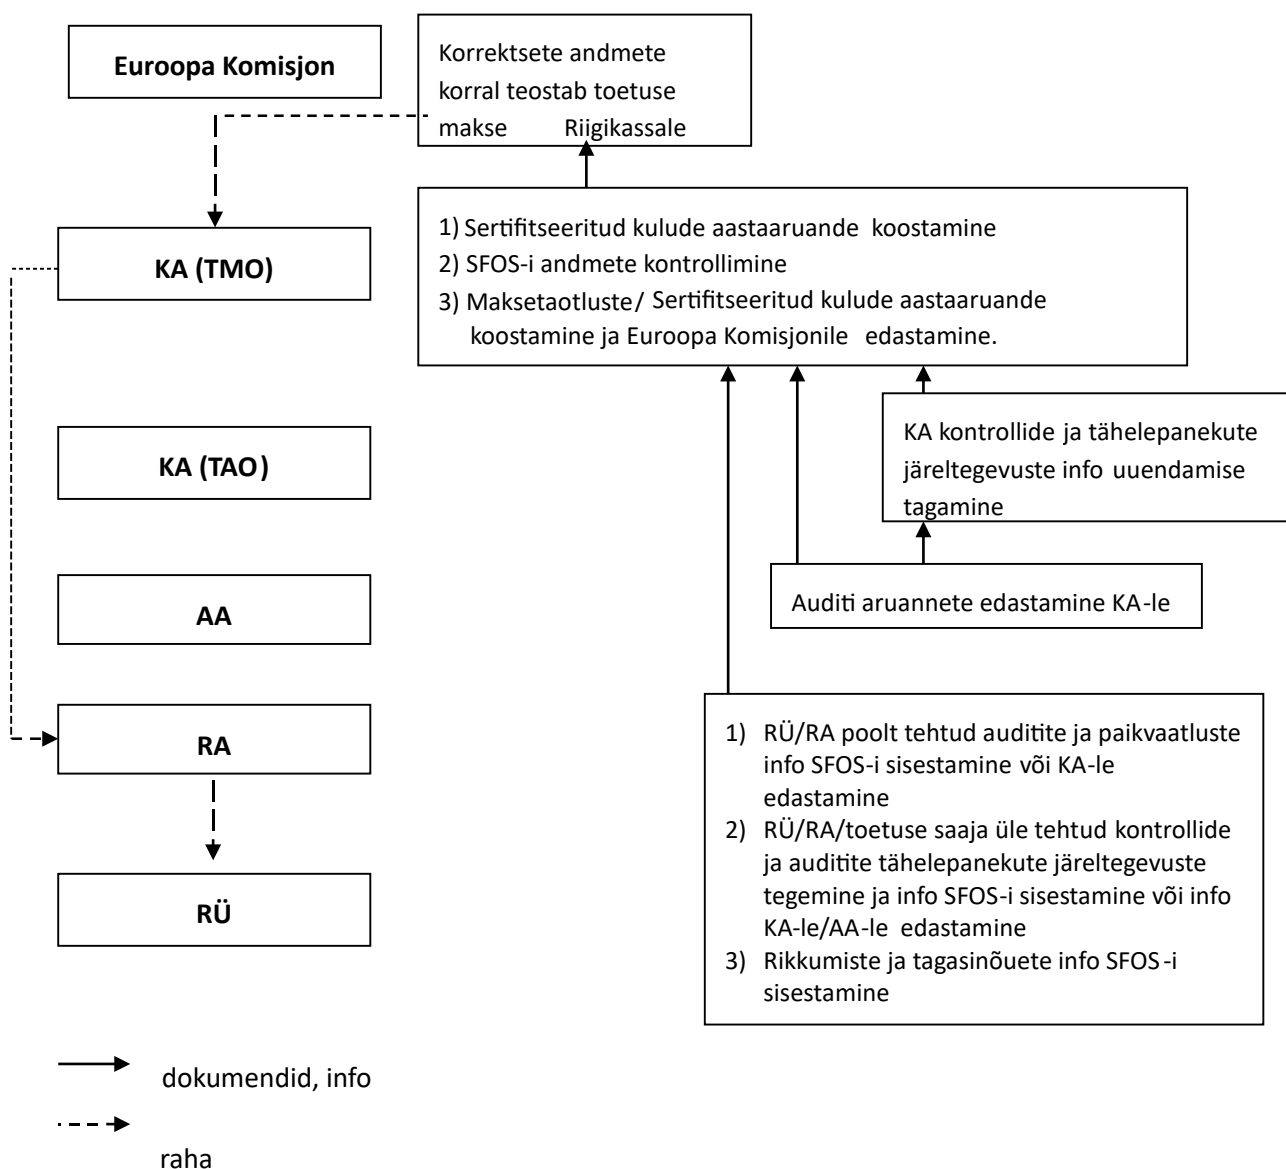 Euroopa Komisjon
Korrektsete andmete
korral teostab toetuse
makse Riigikassale
KA (TMO)
1) Sertifitseeritud kulude aastaaruande koostamine
2) SFOS-i andmete kontrollimine
3) Maksetaotluste/ Sertifitseeritud kulude aastaaruande
koostamine ja Euroopa Komisjonile edastamine.
KA (TAO)
KA kontrollide ja tähelepanekute
järeltegevuste info uuendamise
tagamine
AA
Auditi aruannete edastamine KA-le
RA
1) RÜ/RA poolt tehtud auditite ja paikvaatluste
info SFOS-i sisestamine või KA-le
edastamine
2) RÜ/RA/toetuse saaja üle tehtud kontrollide
ja auditite tähelepanekute järeltegevuste
tegemine ja info SFOS-i sisestamine või info
KA-le/AA-le edastamine
3) Rikkumiste ja tagasinõuete info SFOS-i
sisestamine
RÜ
dokumendid, info
raha